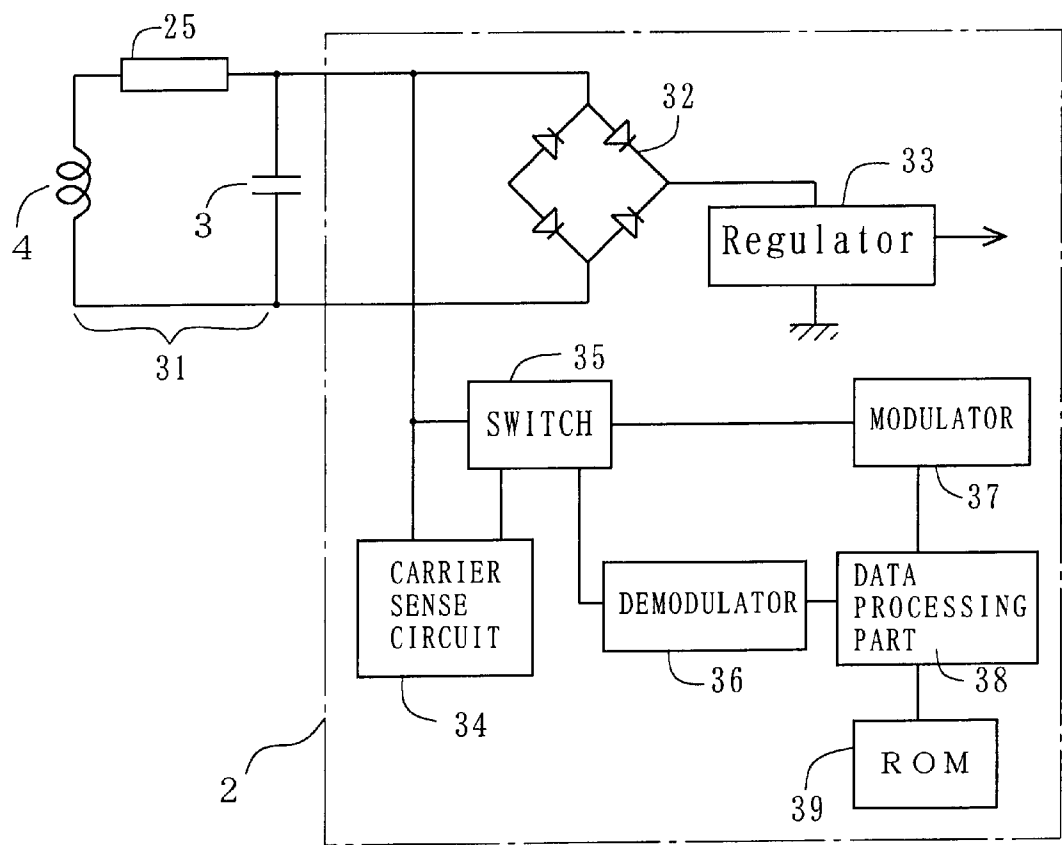 25
32
33
4
3
Regulator
31
35
SWITCH
MODULATOR
37
CARRIER
SENSE
CIRCUIT
DEMODULATOR
DATA
PROCESSING
PART
36
38
34
2
39
ROM